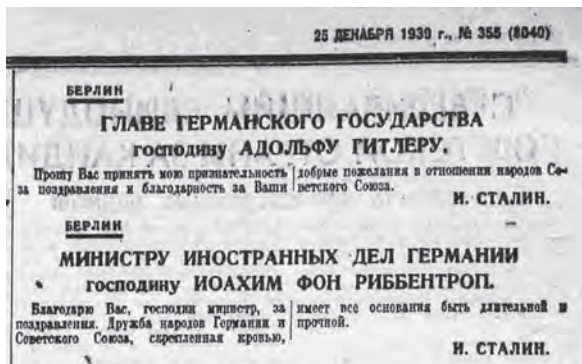 25 ДЕКАБРЯ 1939 г., № 355 (8040)
БЕРЛИН
ГЛАВЕ ГЕРМАНСКОГО ГОСУДАРСТВА
господину АДОЛЬФУ ГИТЛЕРУ.
Прошу Вас принять мою признательность
за поздравления и благодарность за Ваши
добрые пожелания в отношении народов Со-
ветского Союза.
И. СТАЛИН.
БЕРЛИН
МИНИСТРУ ИНОСТРАННЫХ ДЕЛ ГЕРМАНИИ
господину ИОАХИМ ФОН РИББЕНТРОП.
Благодарю Вас, господин министр, за
поздравления. Дружба народов Германии и
Советского Союза, скрепленная кровью,
имеет все основания быть длительной и
прочной.
И. СТАЛИН.